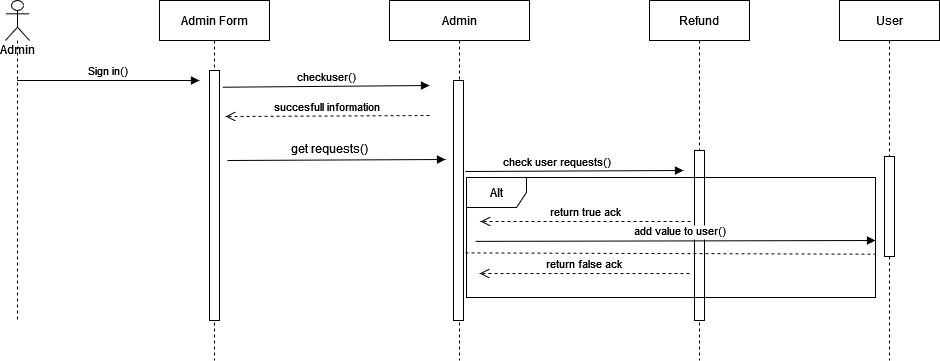 Admin Form
Admin
Refund
User
Admin
Sign in()
checkuser()
succesfull information
get requests()
check user requests()
Alt
return true ack
add value to user()
return false ack